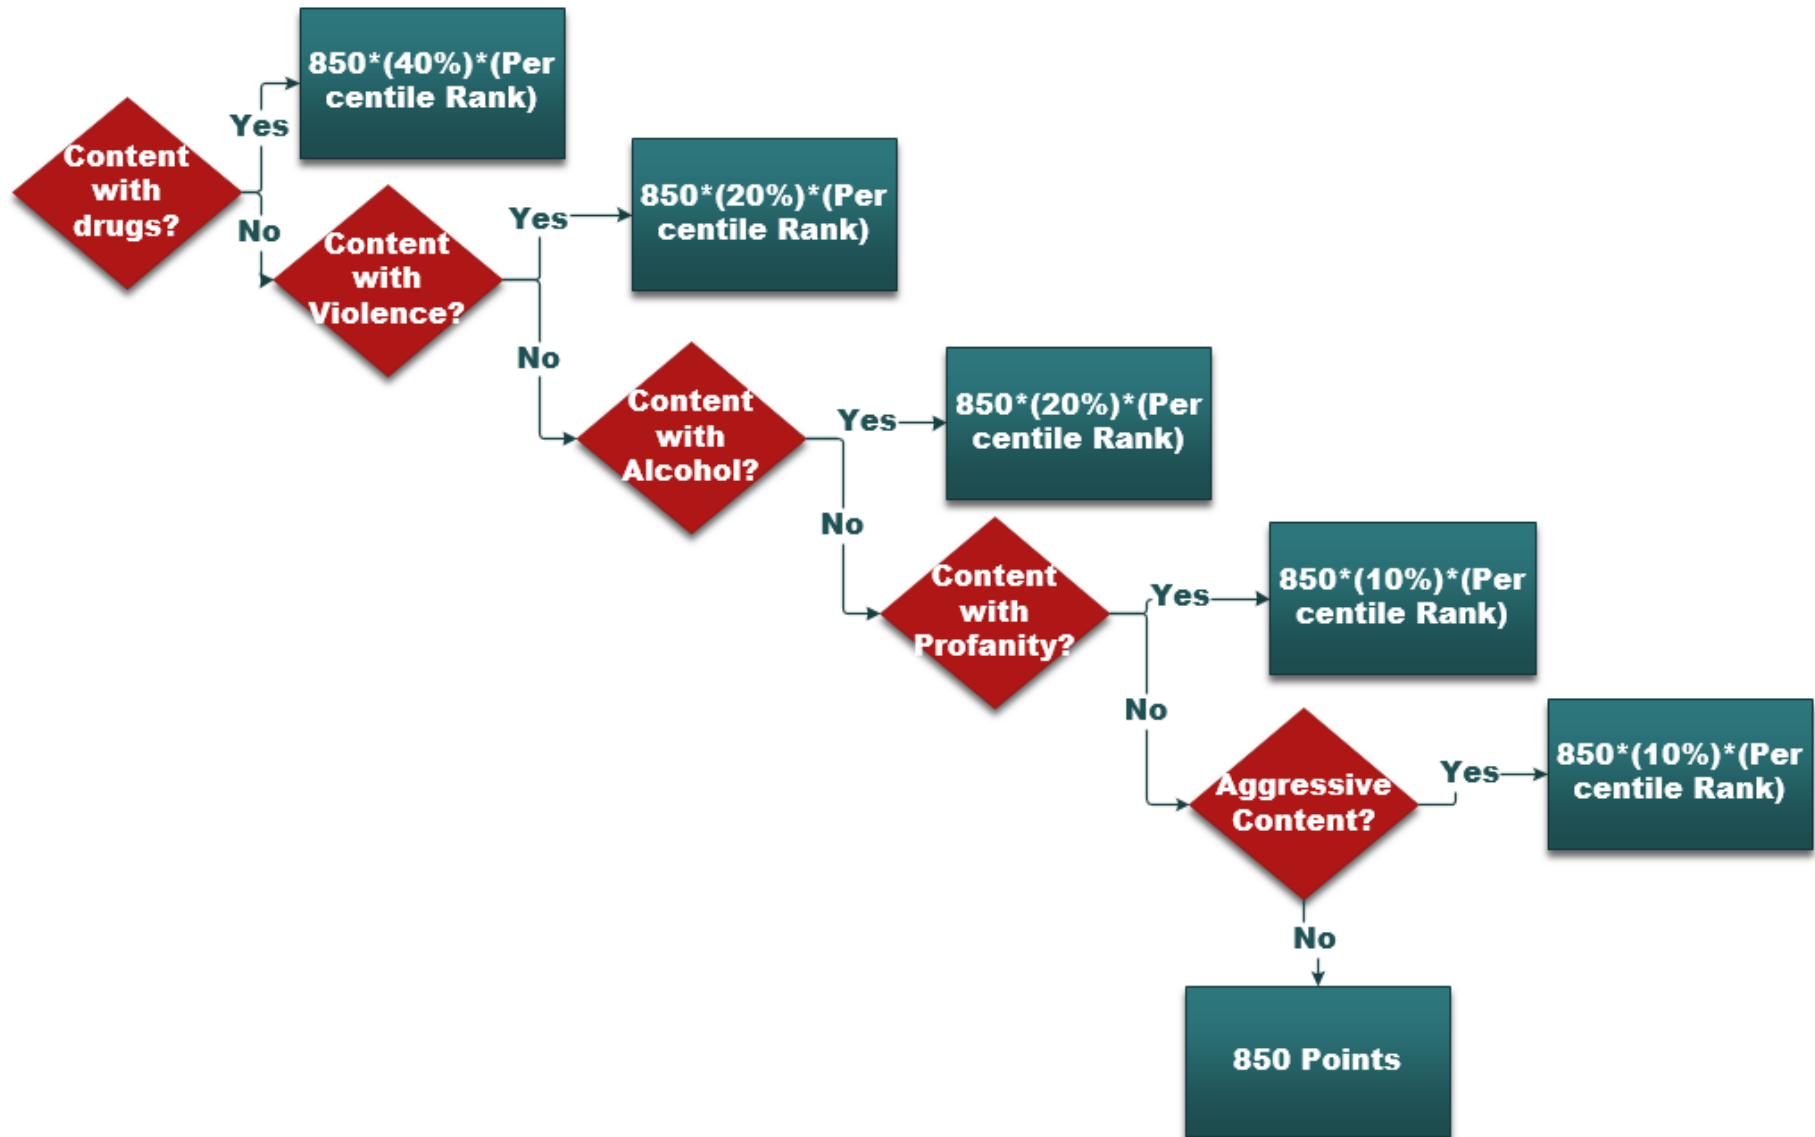 850*(40%)*(Per
centile Rank)
Yes
Content
with
drugs?
No
850*(20%)*(Per
centile Rank)
Yes
Content
with
Violence?
No
850*(20%)*(Per
centile Rank)
Yes
Content
with
Alcohol?
No
850*(10%)*(Per
centile Rank)
Yes
Content
with
Profanity?
No
850*(10%)*(Per
centile Rank)
Yes
Aggressive
Content?
No
850 Points